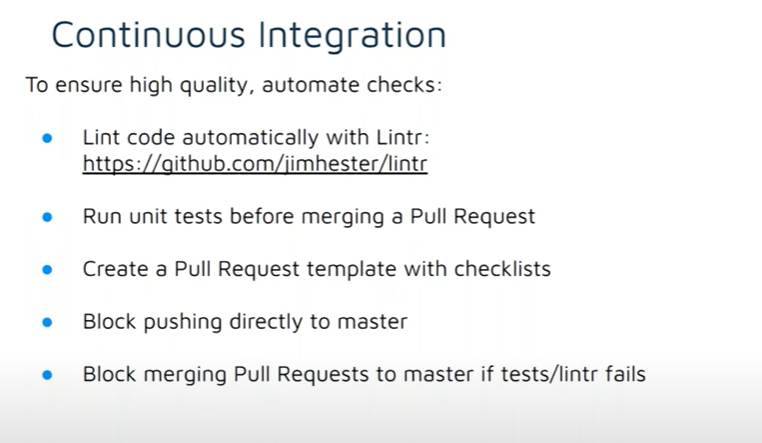 Continuous Integration
To ensure high quality, automate checks:
Lint code automatically with Lintr:
https://github.com/jimhester/lintr
Run unit tests before merging a Pull Request
Create a Pull Request template with checklists
Block pushing directly to master
Block merging Pull Requests to master if tests/lintr fails